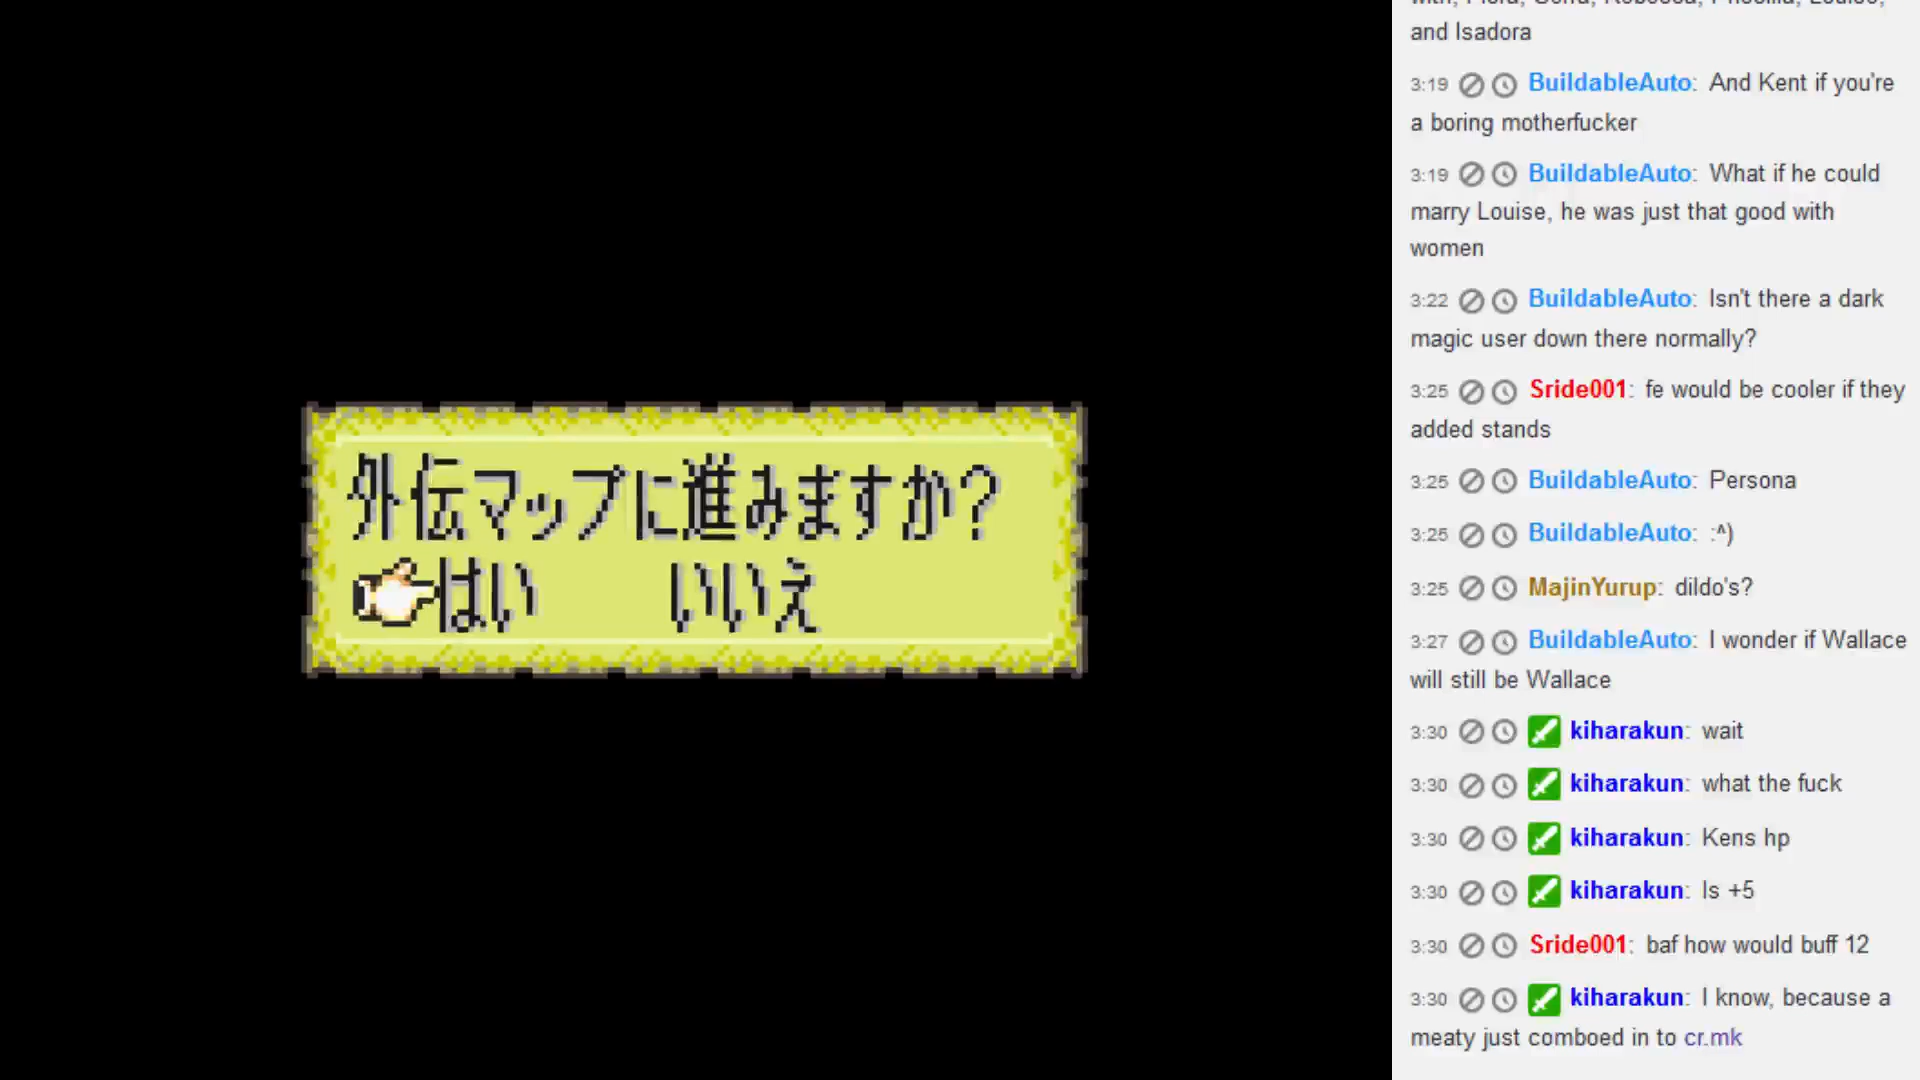 外伝マップに進みますか?
はい いいえ
and Isadora
3:19 BuildableAuto: And Kent if you're
a boring motherfucker
3:19 BuildableAuto: What if he could
marry Louise, he was just that good with
women
3:22 BuildableAuto: Isn't there a dark
magic user down there normally?
3:25 Sride001: fe would be cooler if they
added stands
3:25 BuildableAuto: Persona
3:25 BuildableAuto: :^)
3:25 MajinYurup: dildo's?
3:27 BuildableAuto: I wonder if Wallace
will still be Wallace
3:30 kiharakun: wait
3:30 kiharakun: what the fuck
3:30 kiharakun: Kens hp
3:30 kiharakun: Is +5
3:30 Sride001: baf how would buff 12
3:30 kiharakun: I know, because a
meaty just comboed in to cr.mk